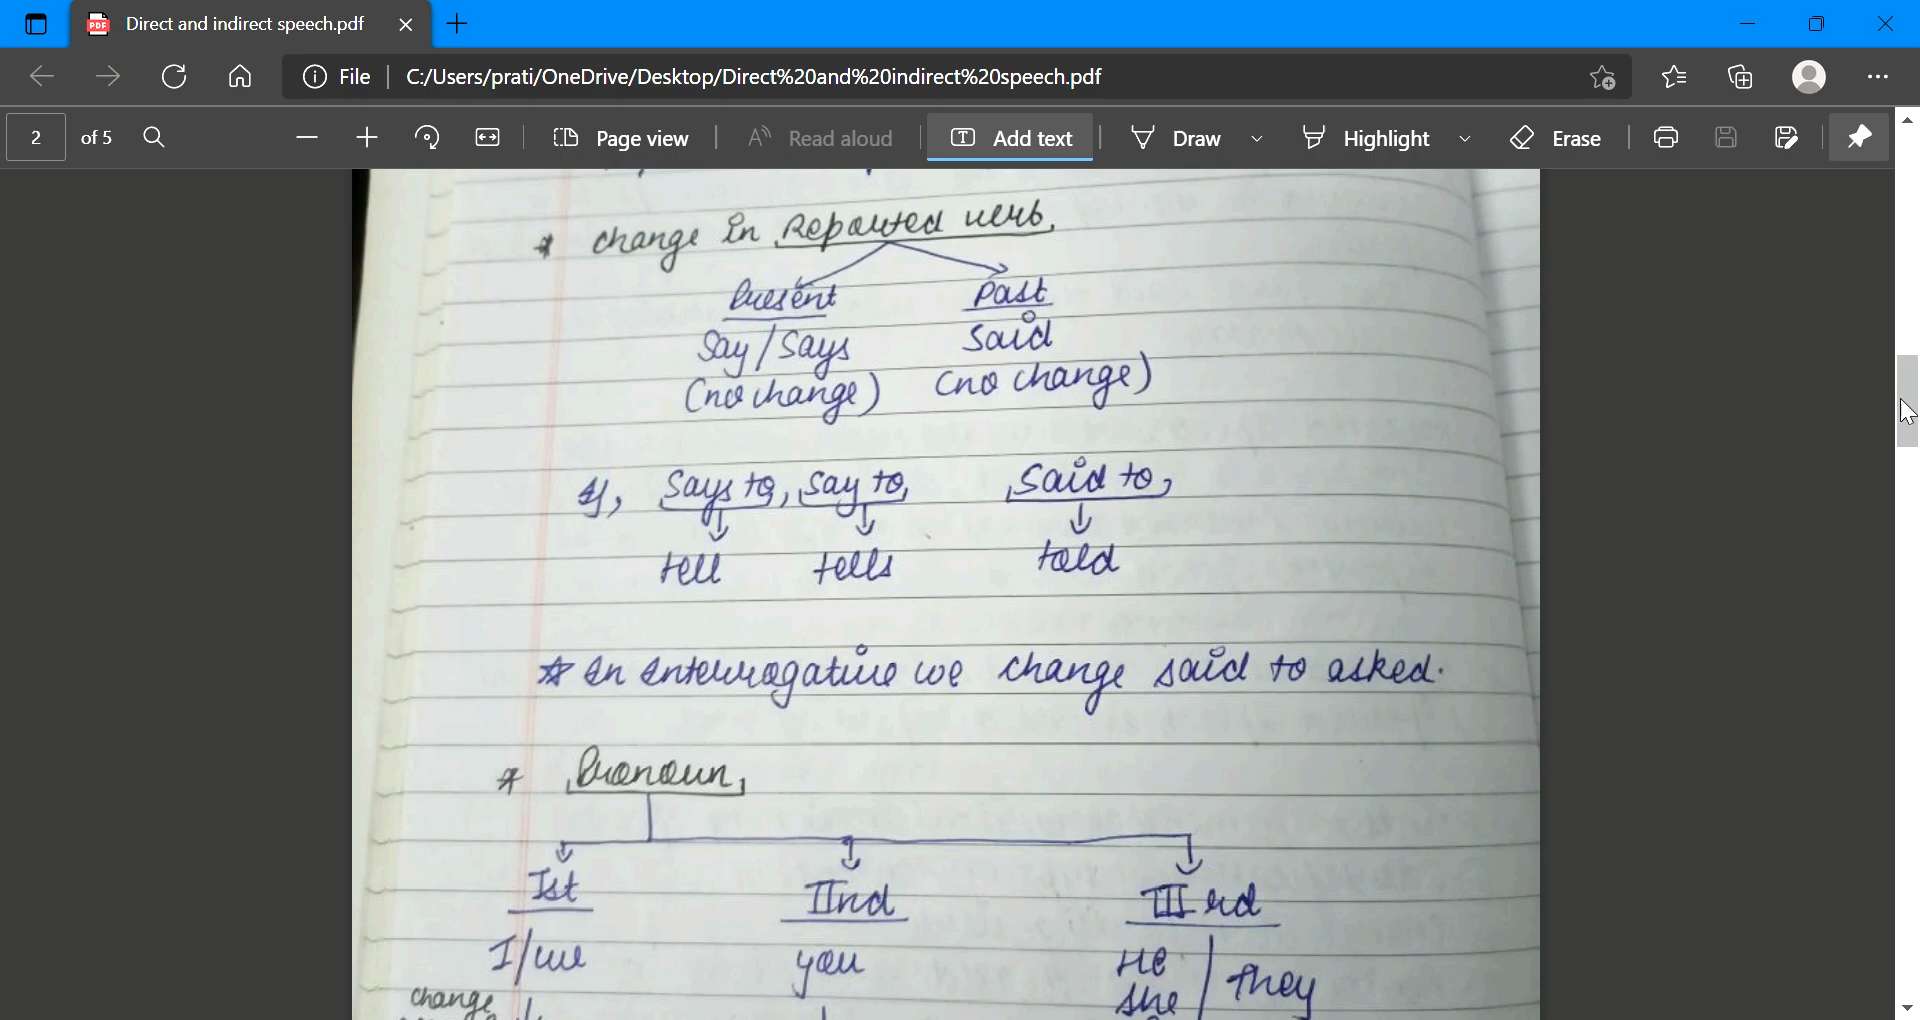 Direct and indirect speech.pdf
File C:/Users/prati/OneDrive/Desktop/Direct%20and%20indirect%20speech.pdf
2 of 5 Page view Read aloud Add text Draw Highlight Erase
* change in Reported verb.
Present Past
Say/Says Said
(no change) (no change)
If, Says to, Say to, Said to,
tell tells told
* In Interrogative we change said to asked.
* Pronoun,
Ist IInd IIIrd
I/we you He / they
She
change